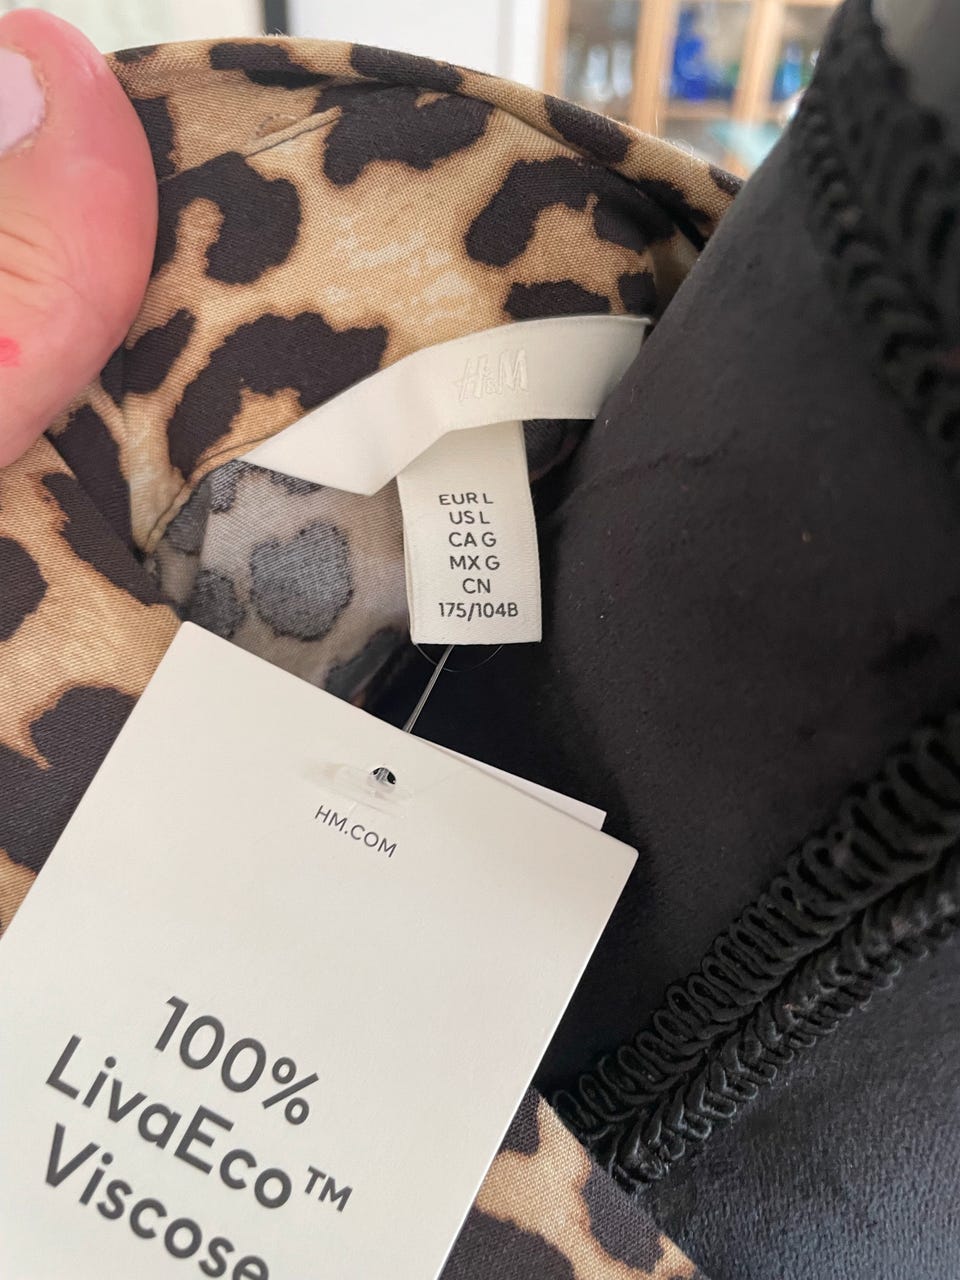 H&M
EUR L
US L
CA G
MX G
CN
175/104B
HM.COM
100%
LivaEco™
Viscose